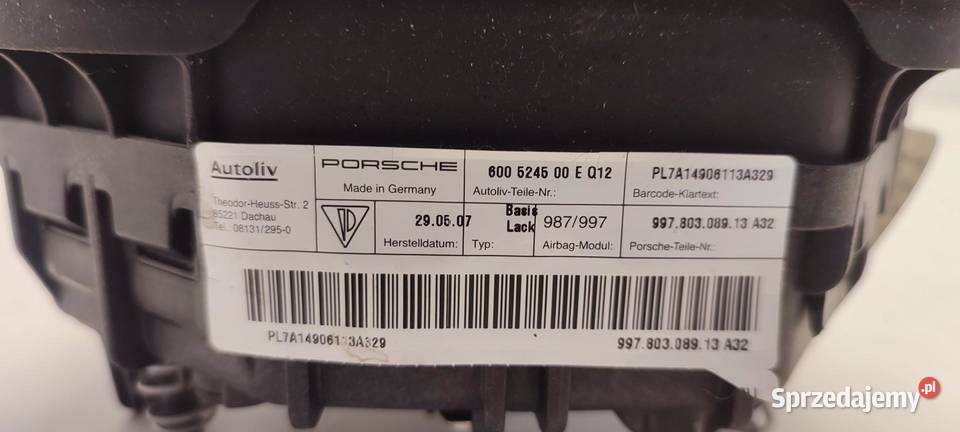 Autoliv
Theodor-Heuss-Str. 2
85221 Dachau
Tel.: 08131/295-0
PORSCHE
Made in Germany
600 5245 00 E Q12
Autoliv-Teile-Nr.:
PL7A14906113A329
Barcode-Klartext:
29.05.07
Herstelldatum:
Basis
Lack
Typ:
987/997
Airbag-Modul:
997.803.089.13 A32
Porsche-Teile-Nr.:
PL7A14906113A329
997.803.089.13 A32
Sprzedajemy.pl